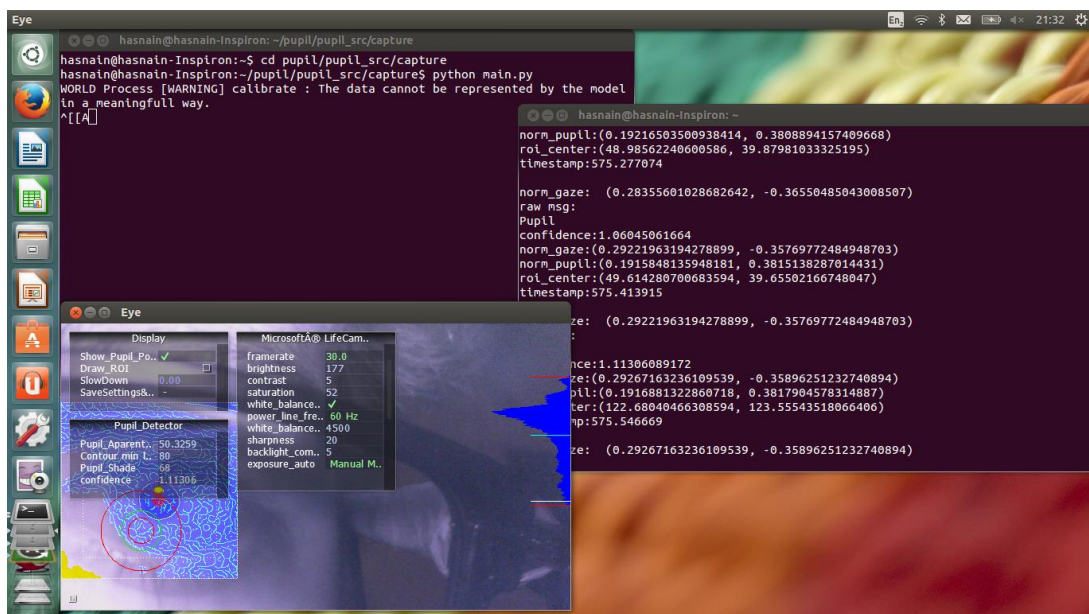 Eye
En2
21:32
hasnain@hasnain-Inspiron: ~/pupil/pupil_src/capture
hasnain@hasnain-Inspiron:~$ cd pupil/pupil_src/capture
hasnain@hasnain-Inspiron:~/pupil/pupil_src/capture$ python main.py
WORLD Process [WARNING] calibrate : The data cannot be represented by the model
in a meaningfull way.
^[[A
hasnain@hasnain-Inspiron: ~
norm_pupil:(0.19216503500938414, 0.3808894157409668)
roi_center:(48.98562240600586, 39.87981033325195)
timestamp:575.277074
norm_gaze:  (0.28355601028682642, -0.36550485043008507)
raw msg:
Pupil
confidence:1.06045061664
norm_gaze:(0.29221963194278899, -0.35769772484948703)
norm_pupil:(0.1915848135948181, 0.3815138287014431)
roi_center:(49.614280700683594, 39.65502166748047)
timestamp:575.413915
ze:  (0.29221963194278899, -0.35769772484948703)
:
nce:1.11306089172
ze:(0.29267163236109539, -0.35896251232740894)
pil:(0.1916881322860718, 0.3817904578314887)
ter:(122.68040466308594, 123.55543518066406)
mp:575.546669
ze:  (0.29267163236109539, -0.35896251232740894)
Eye
Display
Show_Pupil_Po..
Draw_ROI
SlowDown 0.00
SaveSettings&.. -
Pupil_Detector
Pupil_Aparent.. 50.3259
Contour min l.. 80
Pupil_Shade 68
confidence 1.11306
MicrosoftÂ® LifeCam..
framerate 30.0
brightness 177
contrast 5
saturation 52
white_balance..
power_line_fre.. 60 Hz
white_balance.. 4500
sharpness 20
backlight_com.. 5
exposure_auto Manual M..